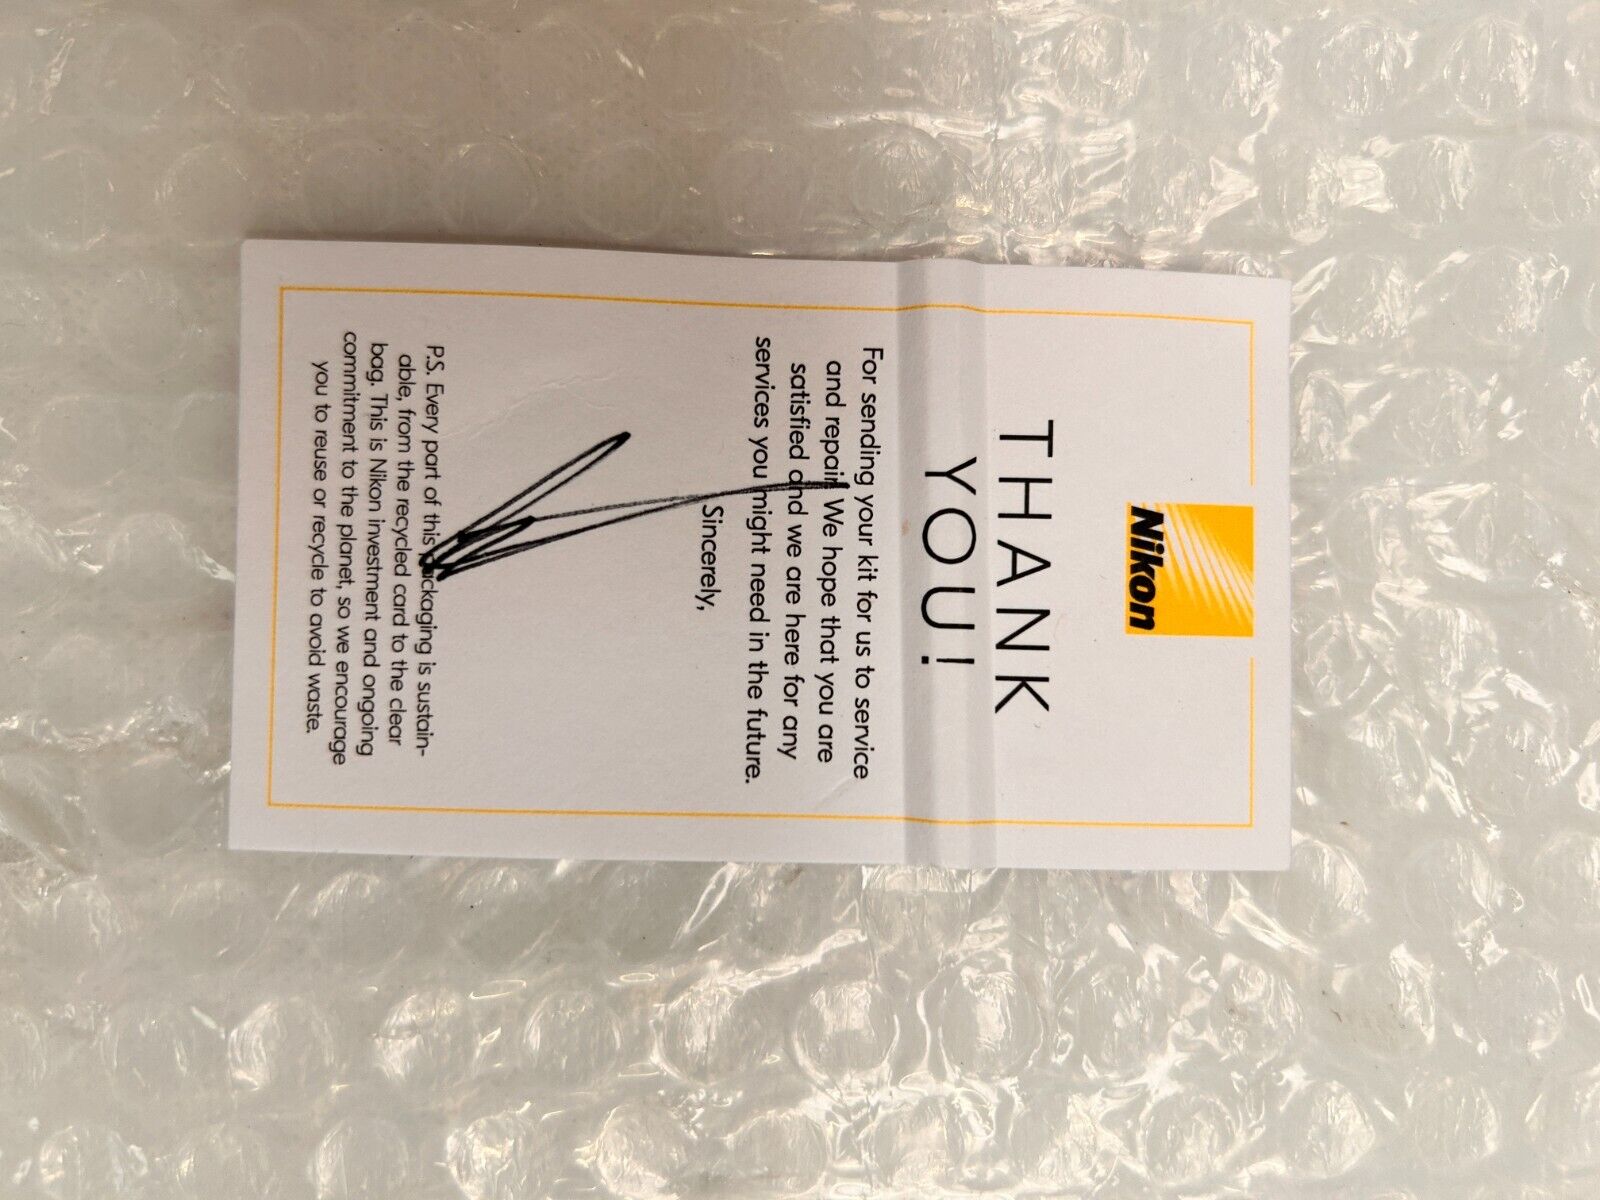 Nikon
THANK
YOU!
For sending your kit for us to service
and repair. We hope that you are
satisfied and we are here for any
services you might need in the future.
Sincerely,
P.S. Every part of this packaging is sustain-
able, from the recycled card to the clear
bag. This is Nikon investment and ongoing
commitment to the planet, so we encourage
you to reuse or recycle to avoid waste.